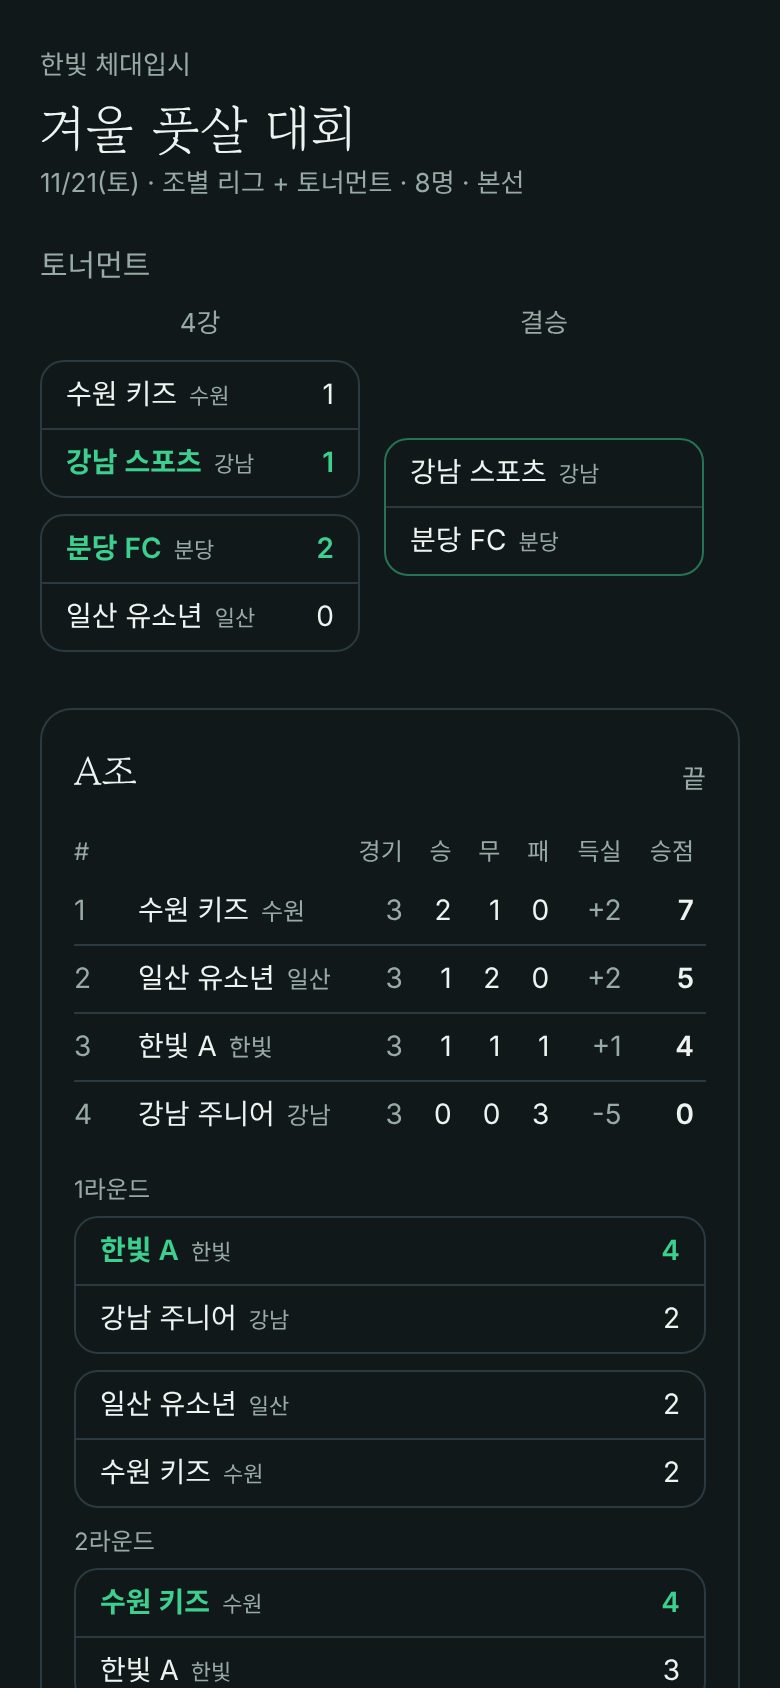 한빛 체대입시
겨울 풋살 대회
11/21(토) · 조별 리그 + 토너먼트 · 8명 · 본선
토너먼트
4강
수원 키즈 수원 1
강남 스포츠 강남 1
분당 FC 분당 2
일산 유소년 일산 0
결승
강남 스포츠 강남
분당 FC 분당
A조 끝
# 경기 승 무 패 득실 승점
1 수원 키즈 수원 3 2 1 0 +2 7
2 일산 유소년 일산 3 1 2 0 +2 5
3 한빛 A 한빛 3 1 1 1 +1 4
4 강남 주니어 강남 3 0 0 3 -5 0
1라운드
한빛 A 한빛 4
강남 주니어 강남 2
일산 유소년 일산 2
수원 키즈 수원 2
2라운드
수원 키즈 수원 4
한빛 A 한빛 3